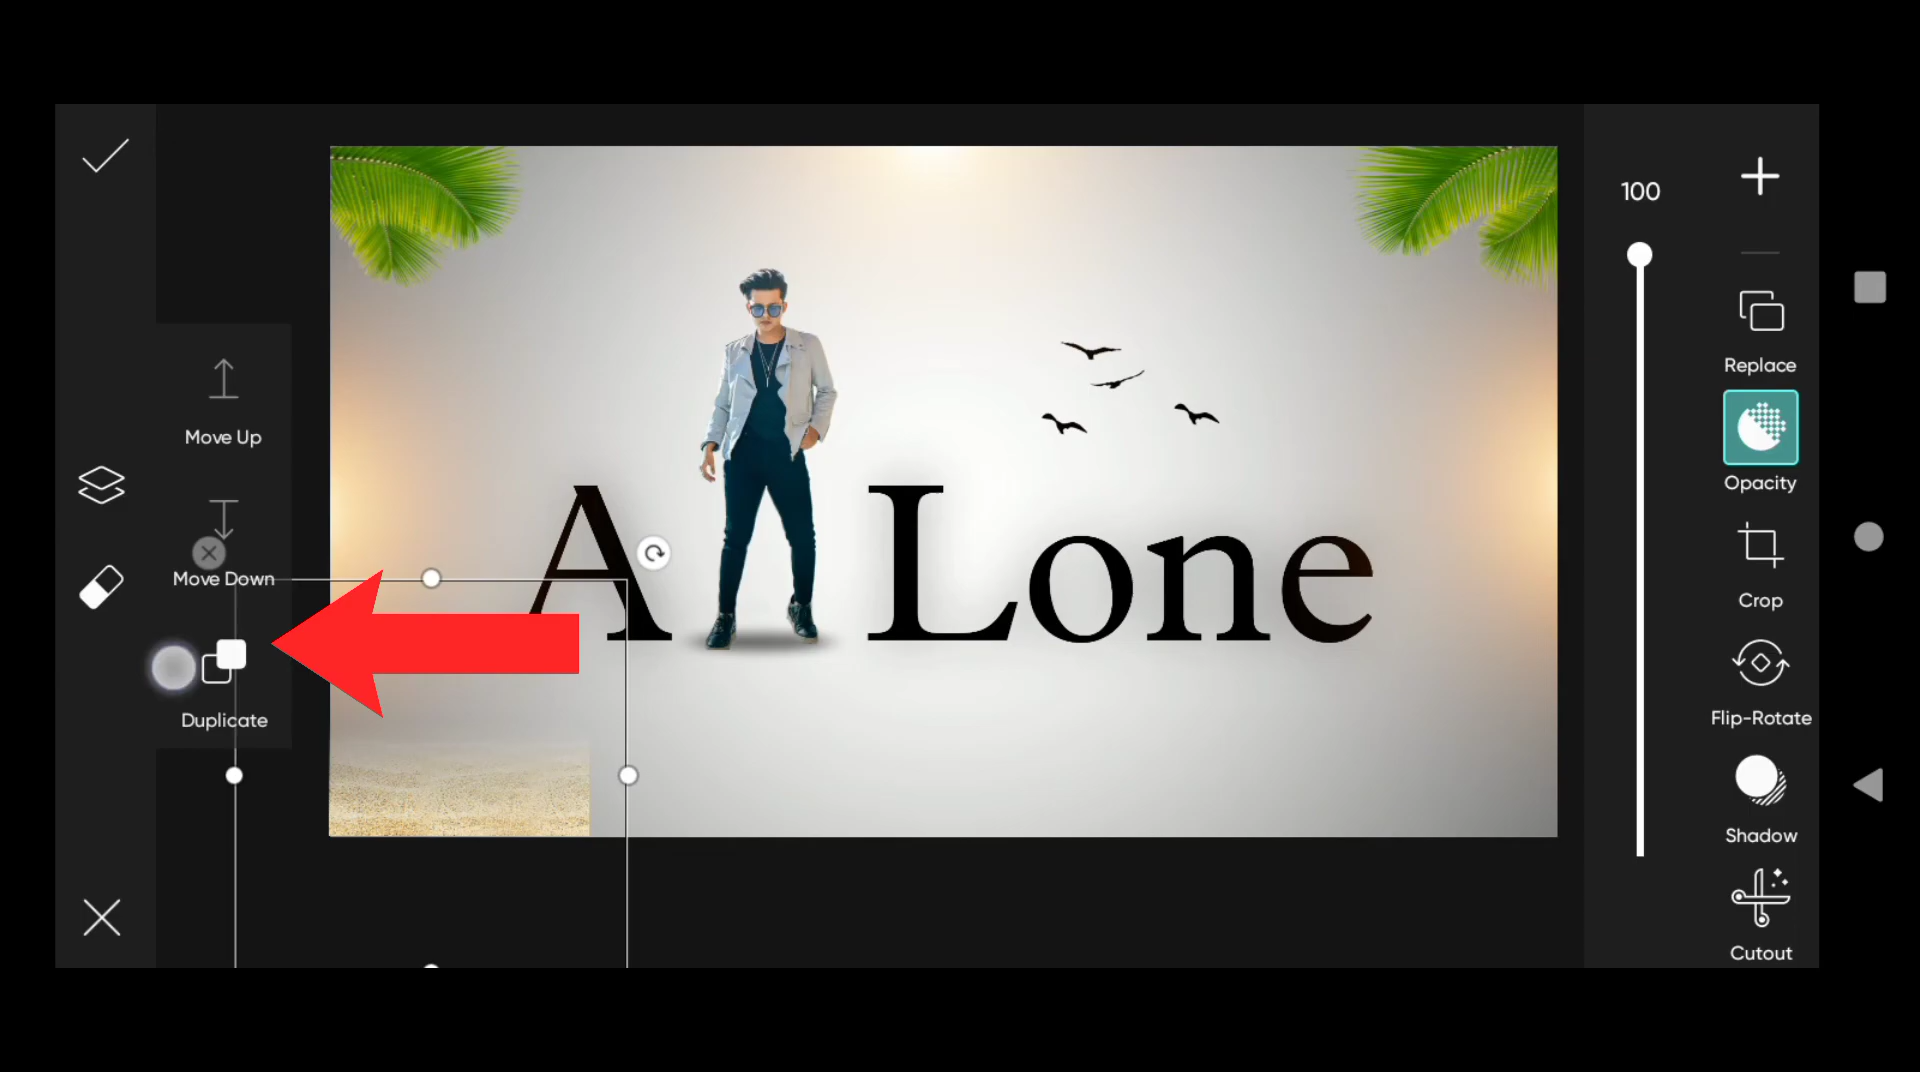 100
Move Up
Replace
Opacity
A Lone
Move Down
Crop
Duplicate
Flip-Rotate
Shadow
Cutout